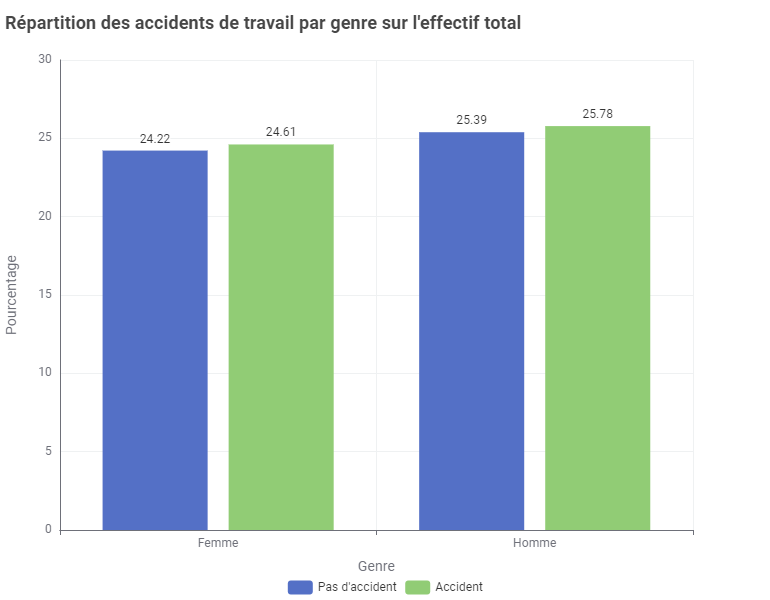 Répartition des accidents de travail par genre sur l'effectif total
30
25
20
15
10
5
0
Pourcentage
24.22
24.61
25.39
25.78
Femme
Homme
Genre
Pas d'accident
Accident